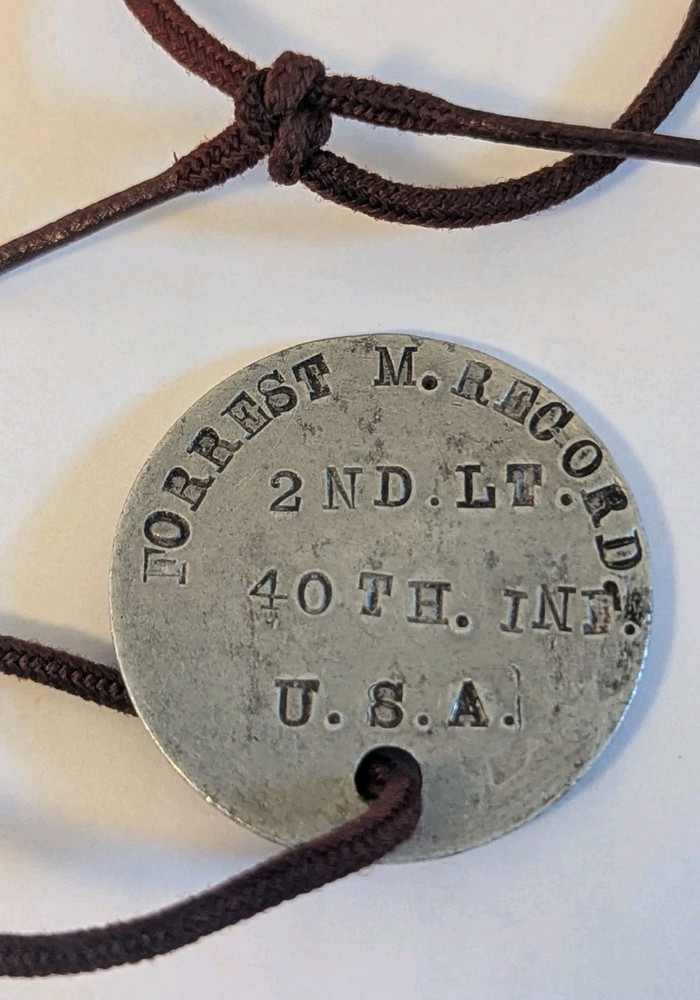 FORREST M. RECORD,
2ND. LT.
40TH. INF.
U.S.A.